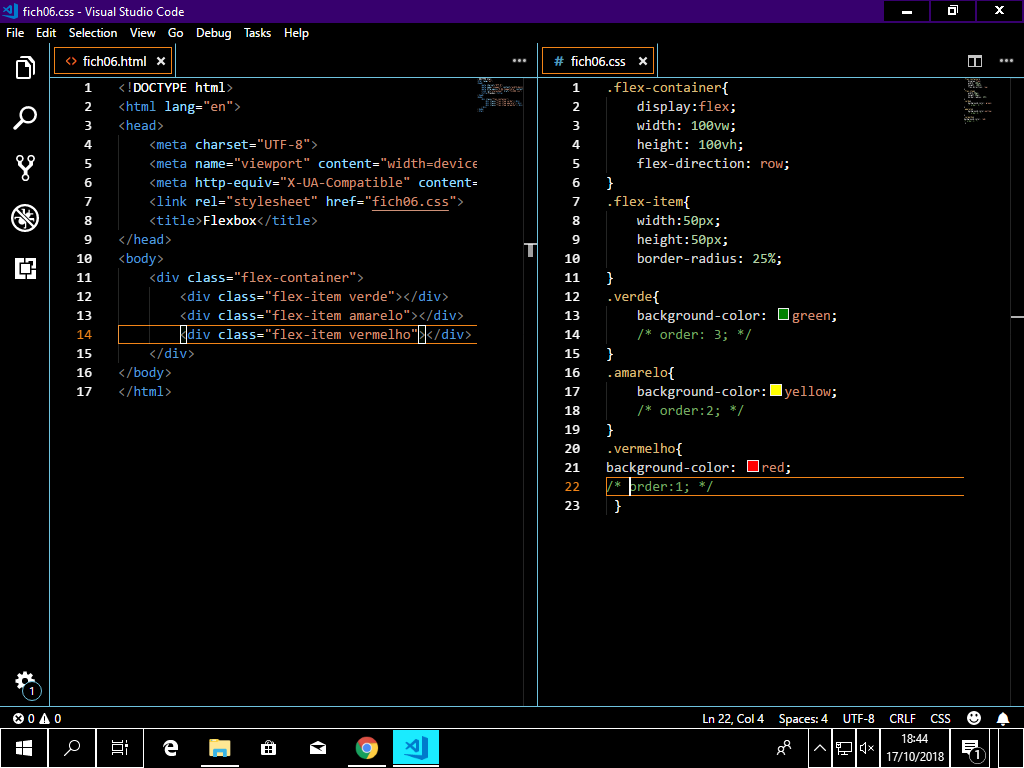 fich06.css - Visual Studio Code
File Edit Selection View Go Debug Tasks Help
fich06.html
1 <!DOCTYPE html>
2 <html lang="en">
3 <head>
4 <meta charset="UTF-8">
5 <meta name="viewport" content="width=device
6 <meta http-equiv="X-UA-Compatible" content=
7 <link rel="stylesheet" href="fich06.css">
8 <title>Flexbox</title>
9 </head>
10 <body>
11 <div class="flex-container">
12 <div class="flex-item verde"></div>
13 <div class="flex-item amarelo"></div>
14 <div class="flex-item vermelho"></div>
15 </div>
16 </body>
17 </html>
# fich06.css
1 .flex-container{
2 display:flex;
3 width: 100vw;
4 height: 100vh;
5 flex-direction: row;
6 }
7 .flex-item{
8 width:50px;
9 height:50px;
10 border-radius: 25%;
11 }
12 .verde{
13 background-color: green;
14 /* order: 3; */
15 }
16 .amarelo{
17 background-color:yellow;
18 /* order:2; */
19 }
20 .vermelho{
21 background-color: red;
22 /* order:1; */
23 }
1
0 0 Ln 22, Col 4 Spaces: 4 UTF-8 CRLF CSS
18:44
17/10/2018
1